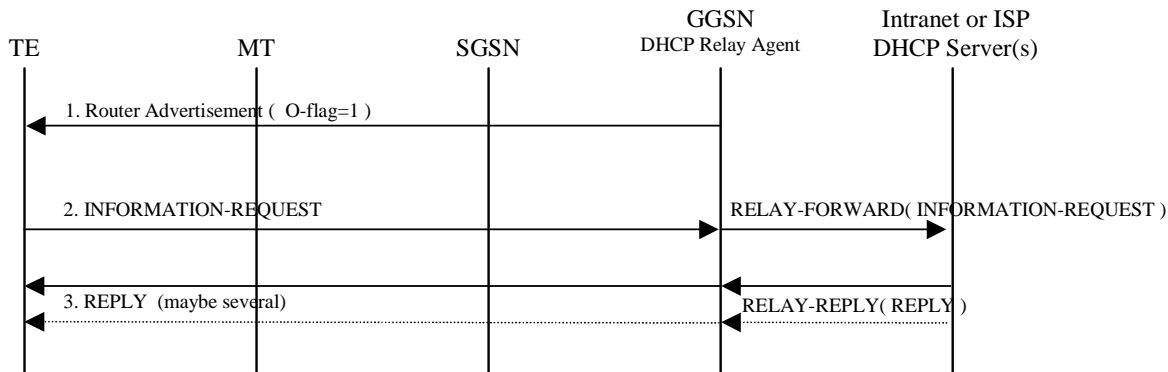 TE
MT
SGSN
GGSN
DHCP Relay Agent
Intranet or ISP
DHCP Server(s)
1. Router Advertisement ( O-flag=1 )
2. INFORMATION-REQUEST
RELAY-FORWARD( INFORMATION-REQUEST )
3. REPLY (maybe several)
RELAY-REPLY( REPLY )